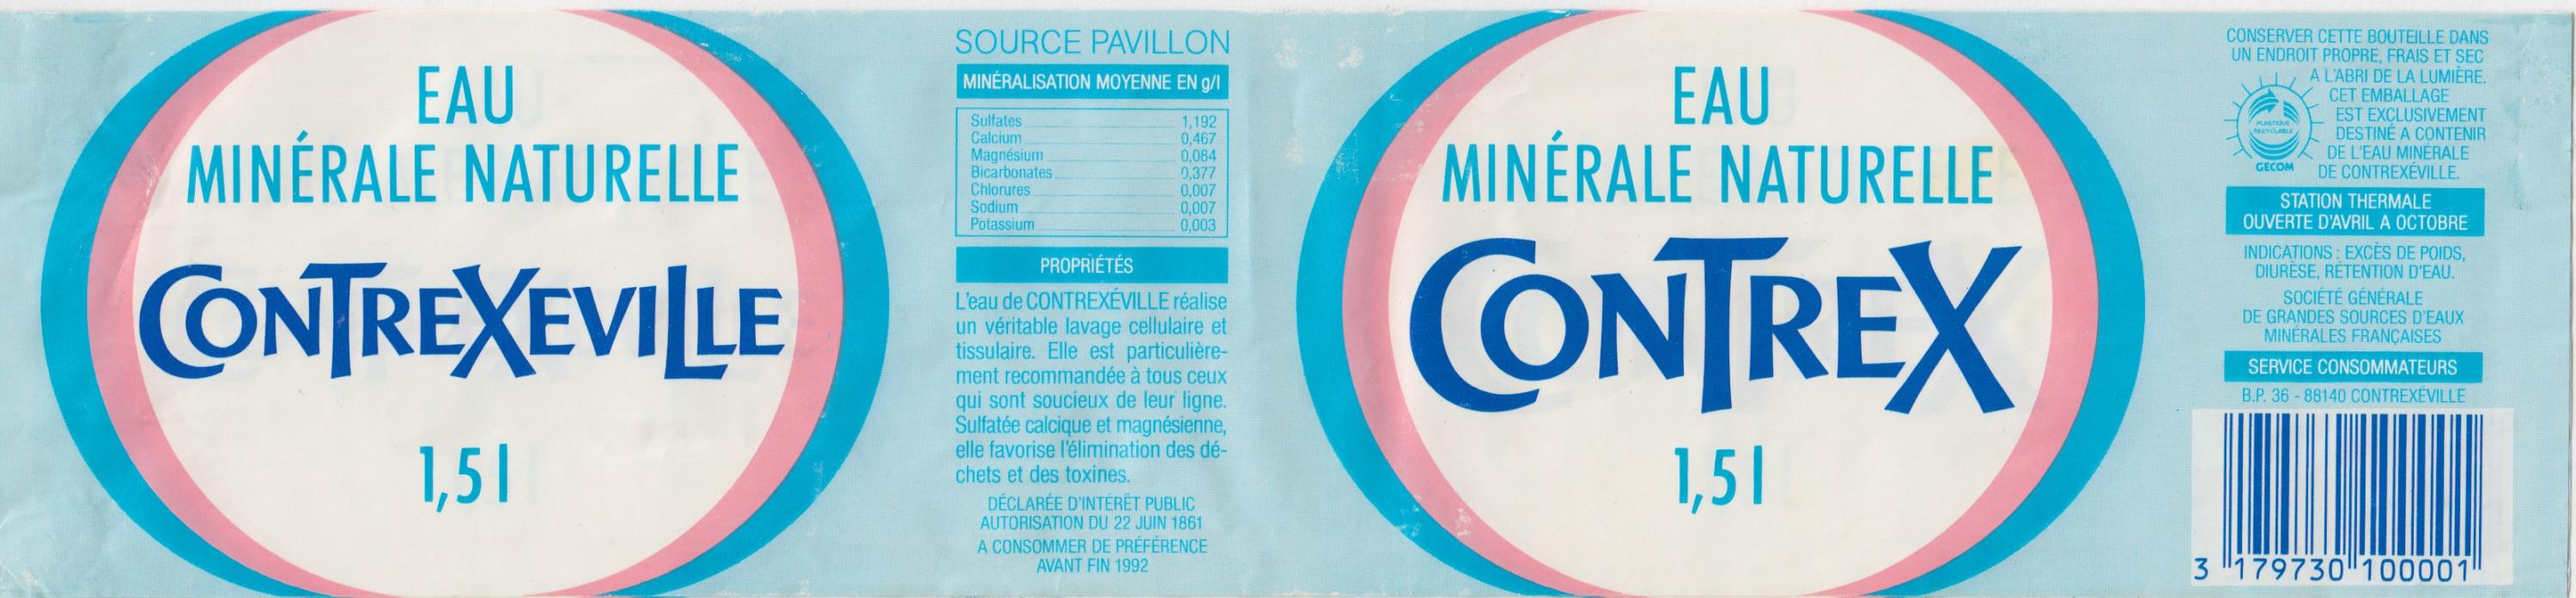 EAU
MINÉRALE NATURELLE
CONTREXEVILLE
1,5 l
SOURCE PAVILLON
MINÉRALISATION MOYENNE EN g/l
Sulfates 1,192
Calcium 0,467
Magnésium 0,084
Bicarbonates 0,377
Chlorures 0,007
Sodium 0,007
Potassium 0,003
PROPRIÉTÉS
L'eau de CONTREXÉVILLE réalise
un véritable lavage cellulaire et
tissulaire. Elle est particulière-
ment recommandée à tous ceux
qui sont soucieux de leur ligne.
Sulfatée calcique et magnésienne,
elle favorise l'élimination des dé-
chets et des toxines.
DÉCLARÉE D'INTÉRÊT PUBLIC
AUTORISATION DU 22 JUIN 1861
A CONSOMMER DE PRÉFÉRENCE
AVANT FIN 1992
EAU
MINÉRALE NATURELLE
CONTREX
1,5 l
CONSERVER CETTE BOUTEILLE DANS
UN ENDROIT PROPRE, FRAIS ET SEC
A L'ABRI DE LA LUMIÈRE.
CET EMBALLAGE
EST EXCLUSIVEMENT
DESTINÉ A CONTENIR
DE L'EAU MINÉRALE
DE CONTREXÉVILLE.
PLASTIQUE
RECYCLABLE
GECOM
STATION THERMALE
OUVERTE D'AVRIL A OCTOBRE
INDICATIONS : EXCÈS DE POIDS,
DIURÈSE, RÉTENTION D'EAU.
SOCIÉTÉ GÉNÉRALE
DE GRANDES SOURCES D'EAUX
MINÉRALES FRANÇAISES
SERVICE CONSOMMATEURS
B.P. 36 - 88140 CONTREXÉVILLE
3 179730 100001